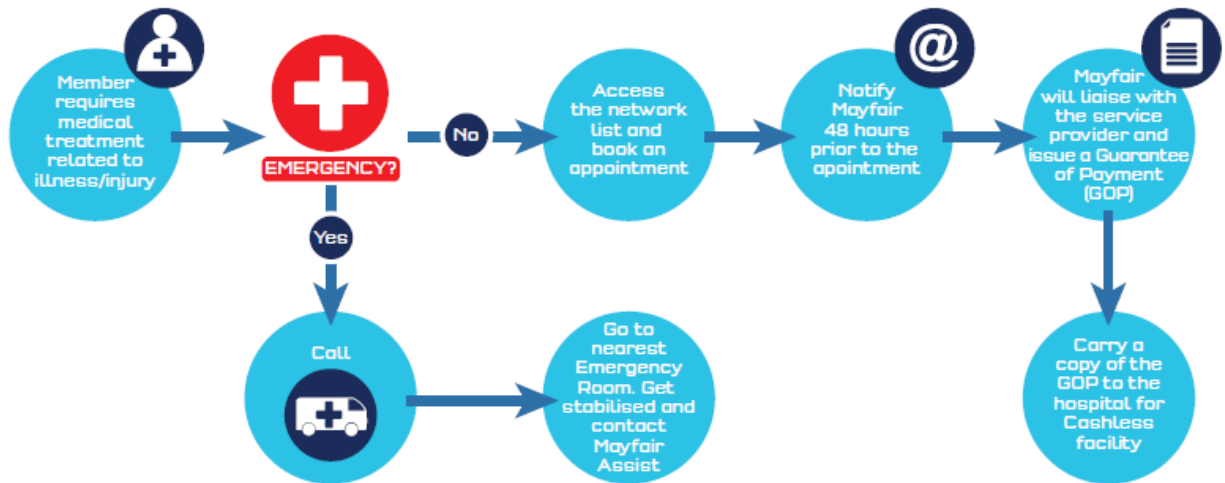 Member
requires
medical
treatment
related to
illness/injury
EMERGENCY?
No
Access
the network
list and
book an
appointment
@
Notify
Mayfair
48 hours
prior to the
apointment
Mayfair
will liaise with
the service
provider and
issue a Guarantee
of Payment
(GOP)
Yes
Call
Go to
nearest
Emergency
Room. Get
stabilised and
contact
Mayfair
Assist
Carry a
copy of the
GOP to the
hospital for
Cashless
facility